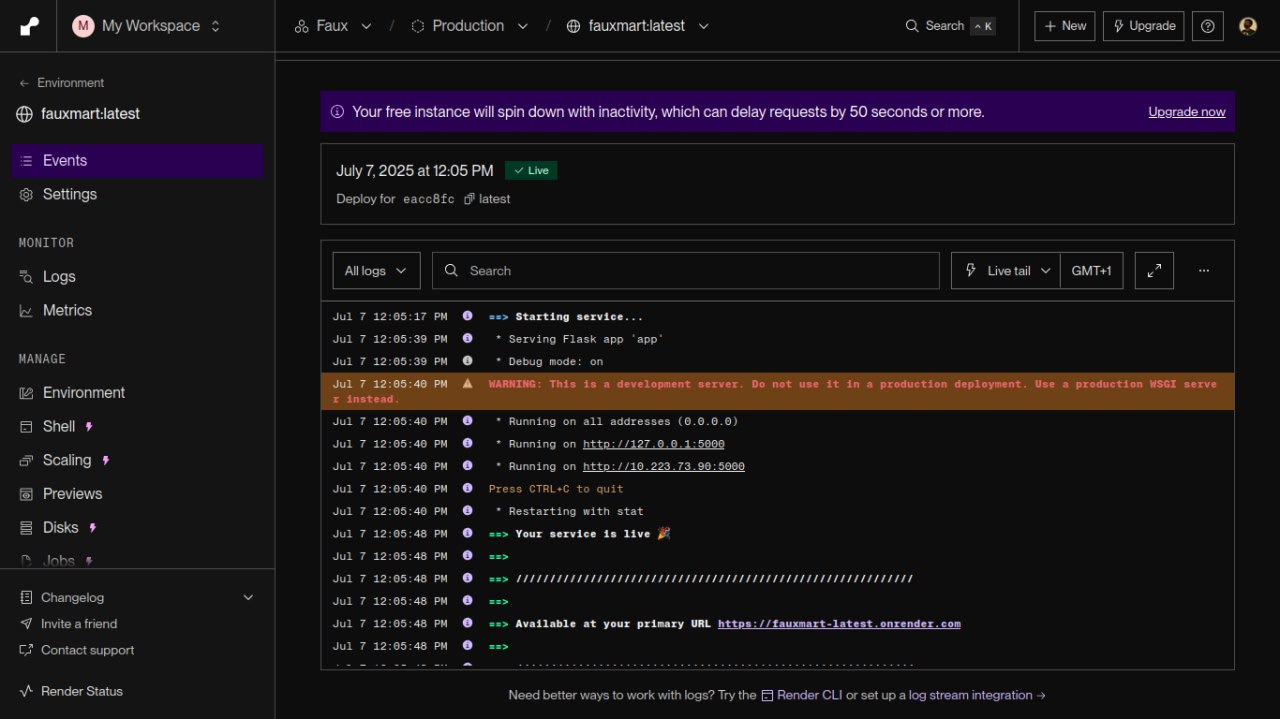 M My Workspace
Faux / Production / fauxmart:latest
Search ^ K
+ New
Upgrade
← Environment
fauxmart:latest
Events
Settings
MONITOR
Logs
Metrics
MANAGE
Environment
Shell
Scaling
Previews
Disks
Jobs
Changelog
Invite a friend
Contact support
Render Status
Your free instance will spin down with inactivity, which can delay requests by 50 seconds or more. Upgrade now
July 7, 2025 at 12:05 PM ✓ Live
Deploy for eacc8fc latest
All logs
Search
Live tail
GMT+1
...
Jul 7 12:05:17 PM ==> Starting service...
Jul 7 12:05:39 PM * Serving Flask app 'app'
Jul 7 12:05:39 PM * Debug mode: on
Jul 7 12:05:40 PM WARNING: This is a development server. Do not use it in a production deployment. Use a production WSGI serve
r instead.
Jul 7 12:05:40 PM * Running on all addresses (0.0.0.0)
Jul 7 12:05:40 PM * Running on http://127.0.0.1:5000
Jul 7 12:05:40 PM * Running on http://10.223.73.90:5000
Jul 7 12:05:40 PM Press CTRL+C to quit
Jul 7 12:05:40 PM * Restarting with stat
Jul 7 12:05:48 PM ==> Your service is live 🎉
Jul 7 12:05:48 PM ==>
Jul 7 12:05:48 PM ==> ///////////////////////////////////////////////////////////
Jul 7 12:05:48 PM ==>
Jul 7 12:05:48 PM ==> Available at your primary URL https://fauxmart-latest.onrender.com
Jul 7 12:05:48 PM ==>
Need better ways to work with logs? Try the Render CLI or set up a log stream integration →